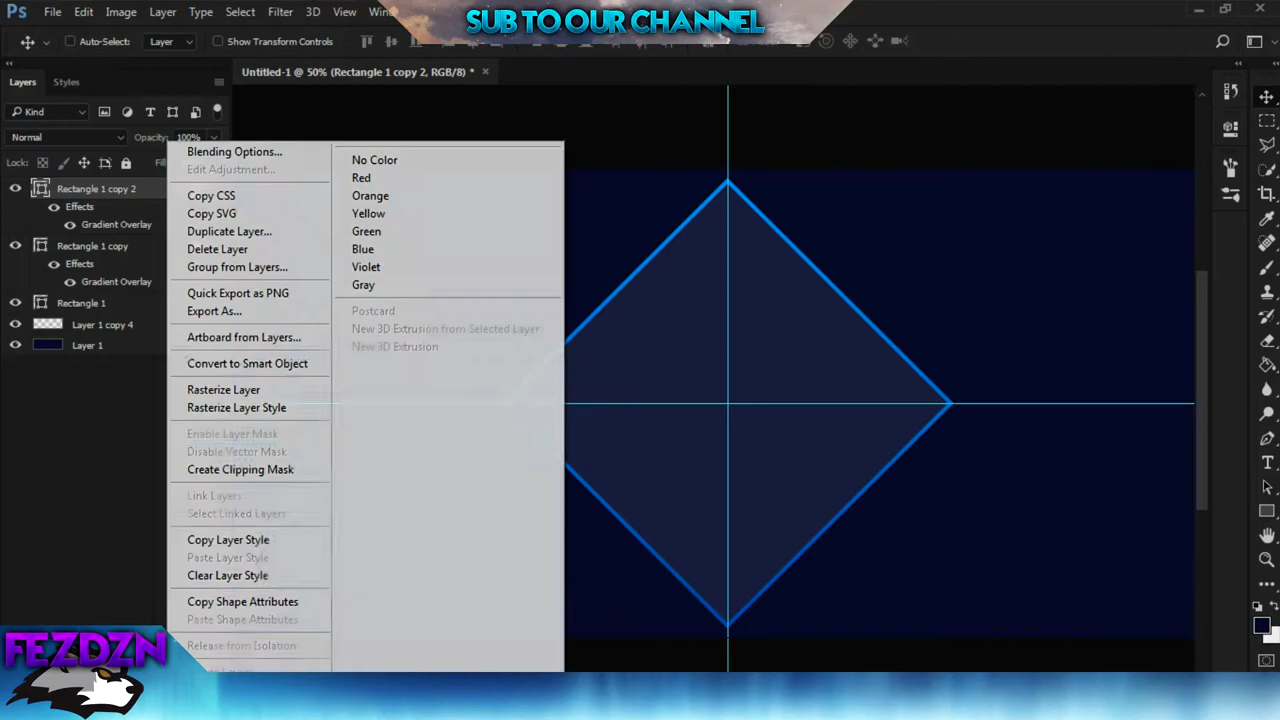 SUB TO OUR CHANNEL
Ps File Edit Image Layer Type Select Filter 3D View
Auto-Select: Layer Show Transform Controls
Untitled-1 @ 50% (Rectangle 1 copy 2, RGB/8) *
Layers Styles
Kind
Normal Opacity: 100%
Lock:
Rectangle 1 copy 2
Effects
Gradient Overlay
Rectangle 1 copy
Effects
Gradient Overlay
Rectangle 1
Layer 1 copy 4
Layer 1
Blending Options...
Edit Adjustment...
Copy CSS
Copy SVG
Duplicate Layer...
Delete Layer
Group from Layers...
Quick Export as PNG
Export As...
Artboard from Layers...
Convert to Smart Object
Rasterize Layer
Rasterize Layer Style
Enable Layer Mask
Disable Vector Mask
Create Clipping Mask
Link Layers
Select Linked Layers
Copy Layer Style
Paste Layer Style
Clear Layer Style
Copy Shape Attributes
Paste Shape Attributes
Release from Isolation
No Color
Red
Orange
Yellow
Green
Blue
Violet
Gray
Postcard
New 3D Extrusion from Selected Layer
New 3D Extrusion
FEZDZN